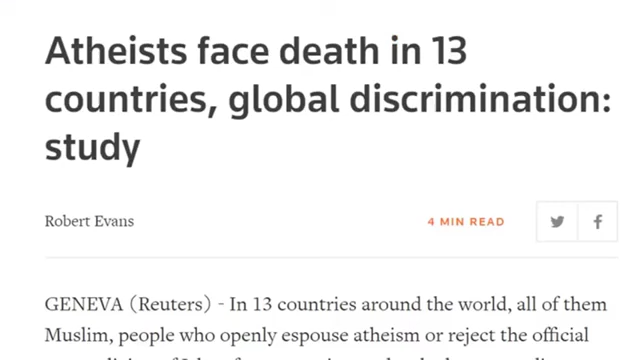 Atheists face death in 13
countries, global discrimination:
study
Robert Evans
4 MIN READ
GENEVA (Reuters) - In 13 countries around the world, all of them
Muslim, people who openly espouse atheism or reject the official